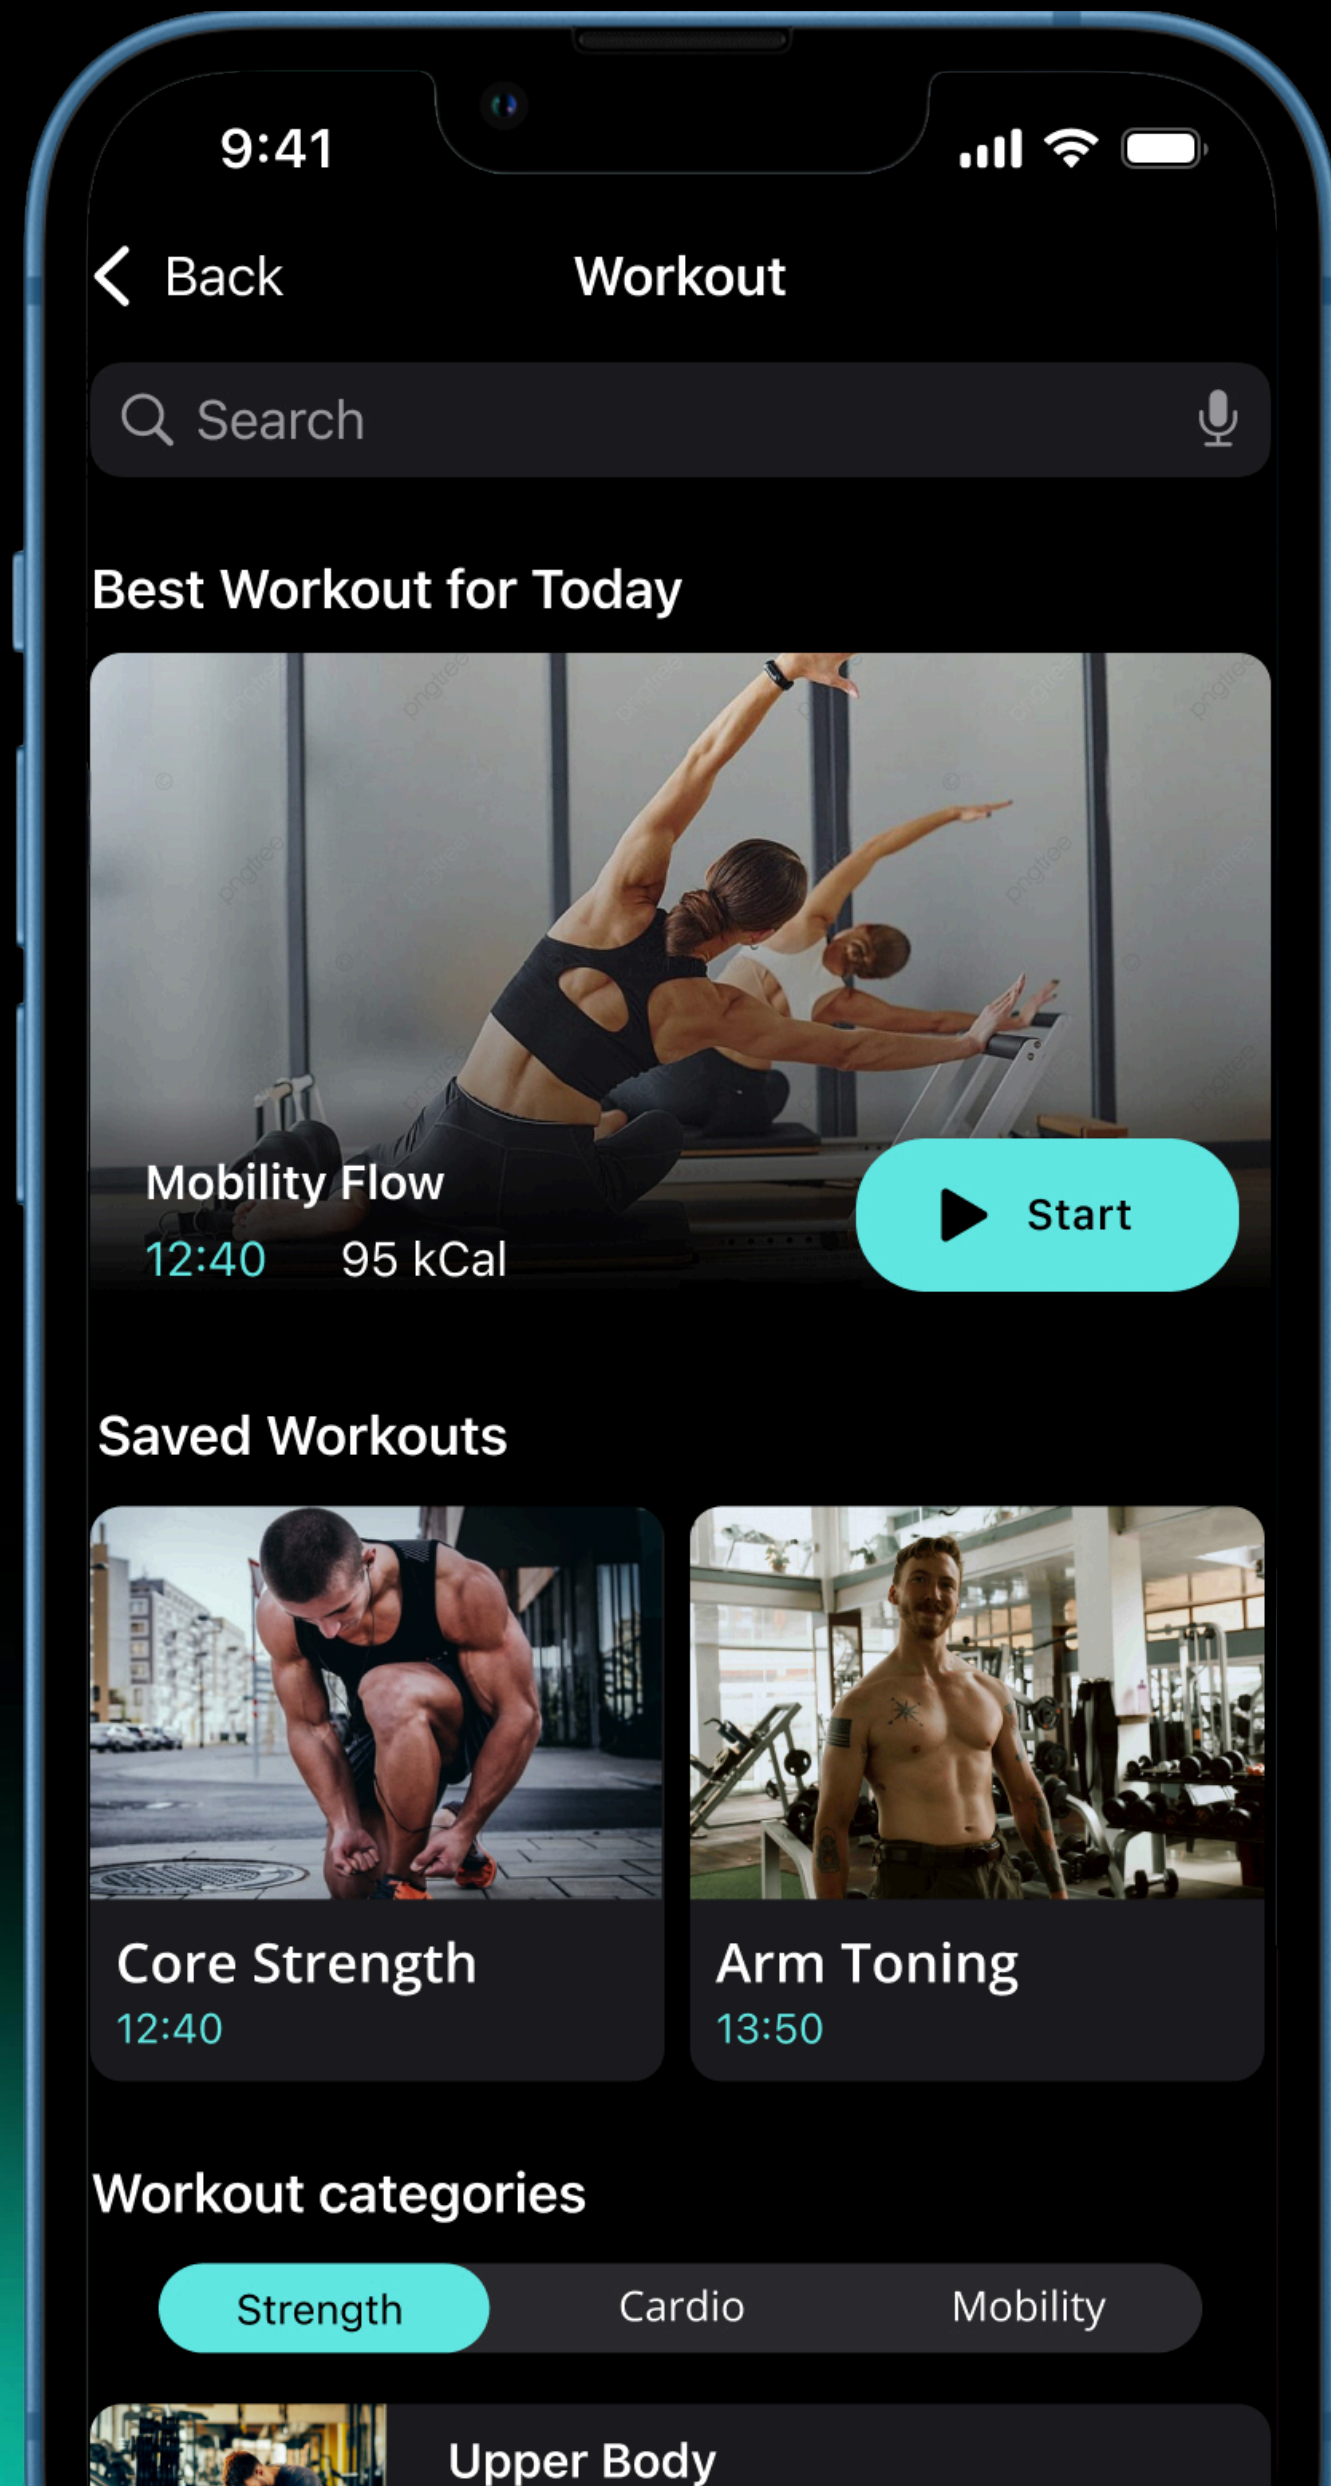 9:41
Back
Workout
Search
Best Workout for Today
pngtree
Mobility Flow
12:40 95 kCal
Start
Saved Workouts
Core Strength
12:40
Arm Toning
13:50
Workout categories
Strength
Cardio
Mobility
Upper Body